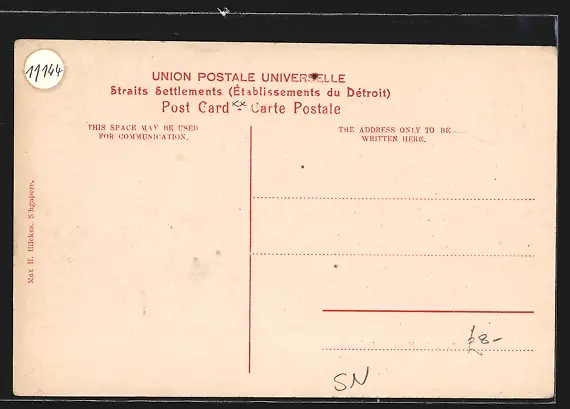 11144
UNION POSTALE UNIVERSELLE
Straits Settlements (Établissements du Détroit)
Post Card - Carte Postale
THIS SPACE MAY BE USED
FOR COMMUNICATION.
THE ADDRESS ONLY TO BE
WRITTEN HERE.
Max H. Hilckes, Singapore.
£8-
SN